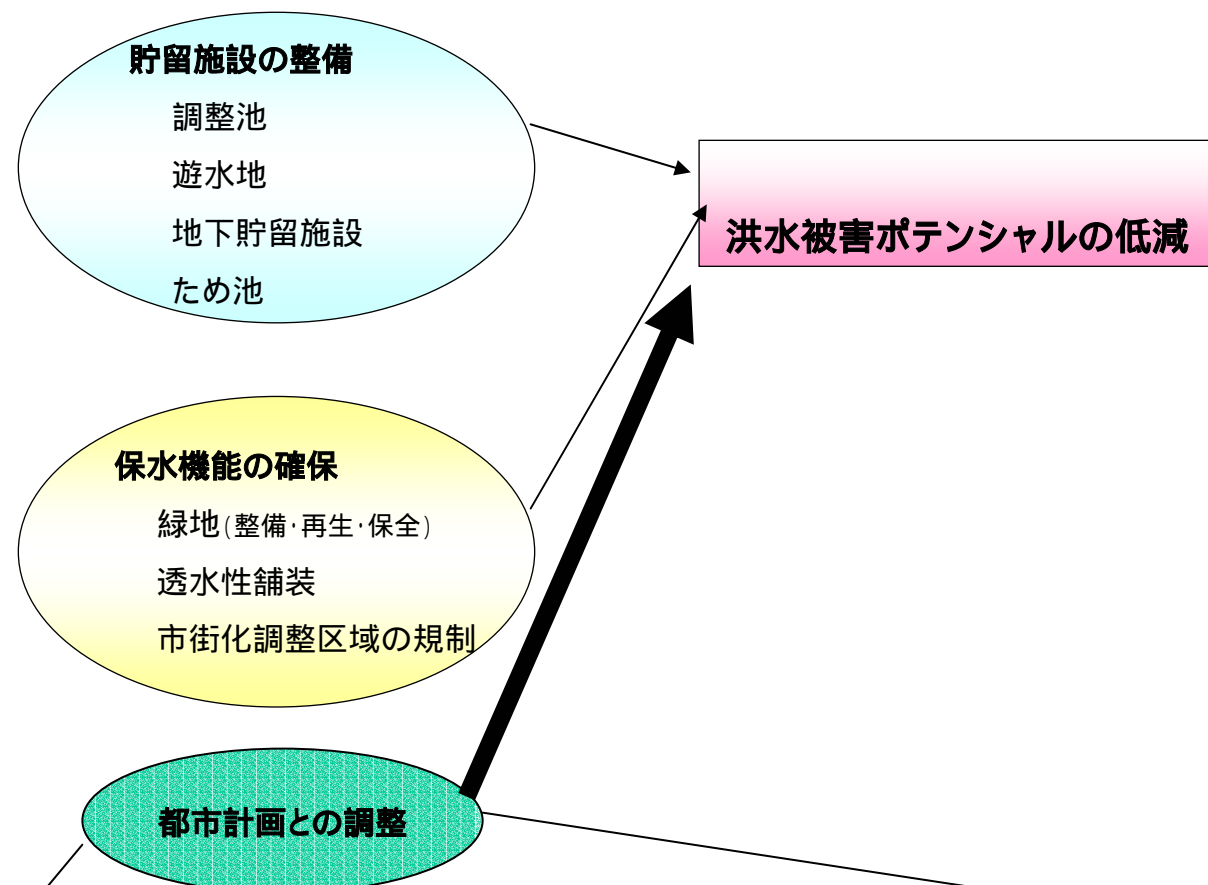 貯留施設の整備
調整池
遊水地
地下貯留施設
ため池
洪水被害ポテンシャルの低減
保水機能の確保
緑地(整備･再生･保全)
透水性舗装
市街化調整区域の規制
都市計画との調整